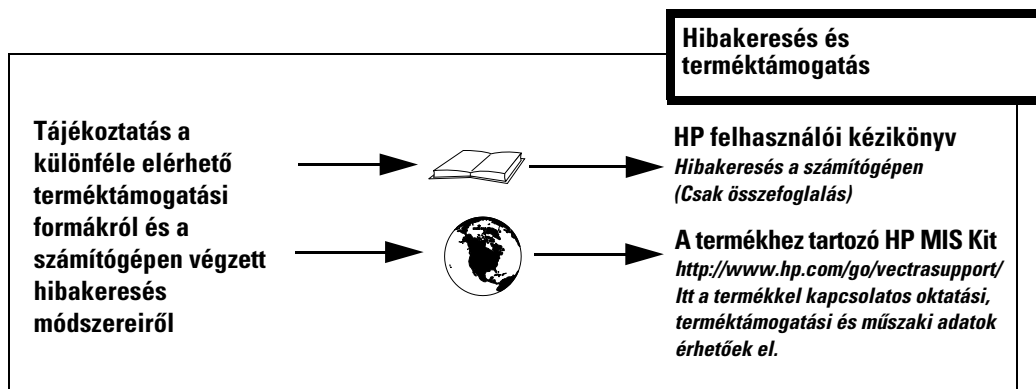 Hibakeresés és
terméktámogatás
Tájékoztatás a
különféle elérhető
terméktámogatási
formákról és a
számítógépen végzett
hibakeresés
módszereiről
HP felhasználói kézikönyv
Hibakeresés a számítógépen
(Csak összefoglalás)
A termékhez tartozó HP MIS Kit
http://www.hp.com/go/vectrasupport/
Itt a termékkel kapcsolatos oktatási,
terméktámogatási és műszaki adatok
érhetőek el.